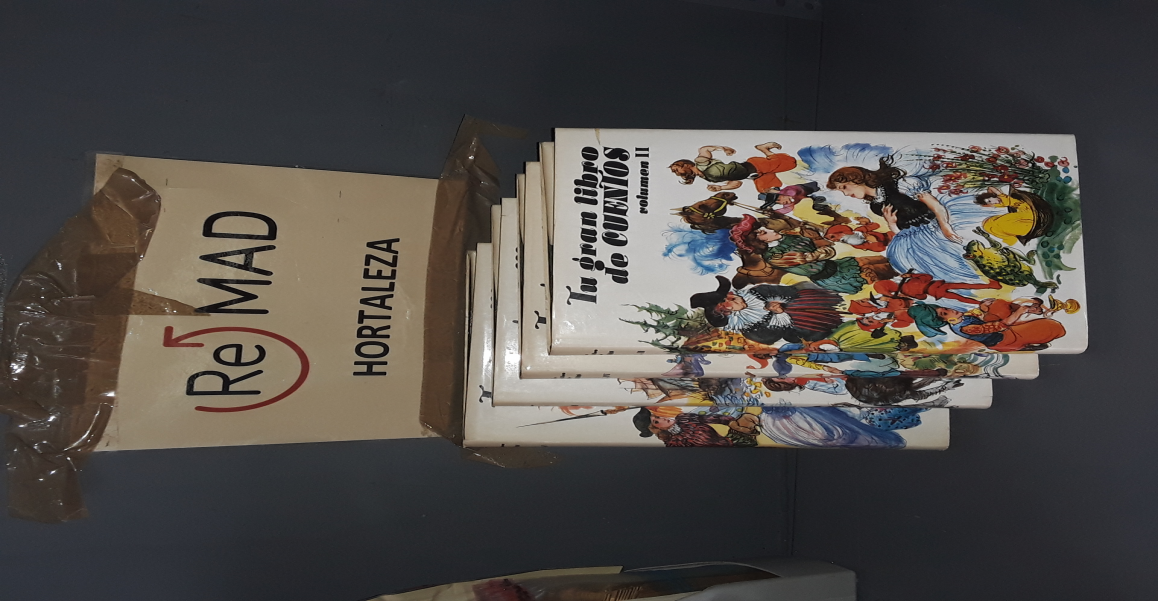 ReMAD
HORTALEZA
Tu gran libro
de CUENTOS
volumen II